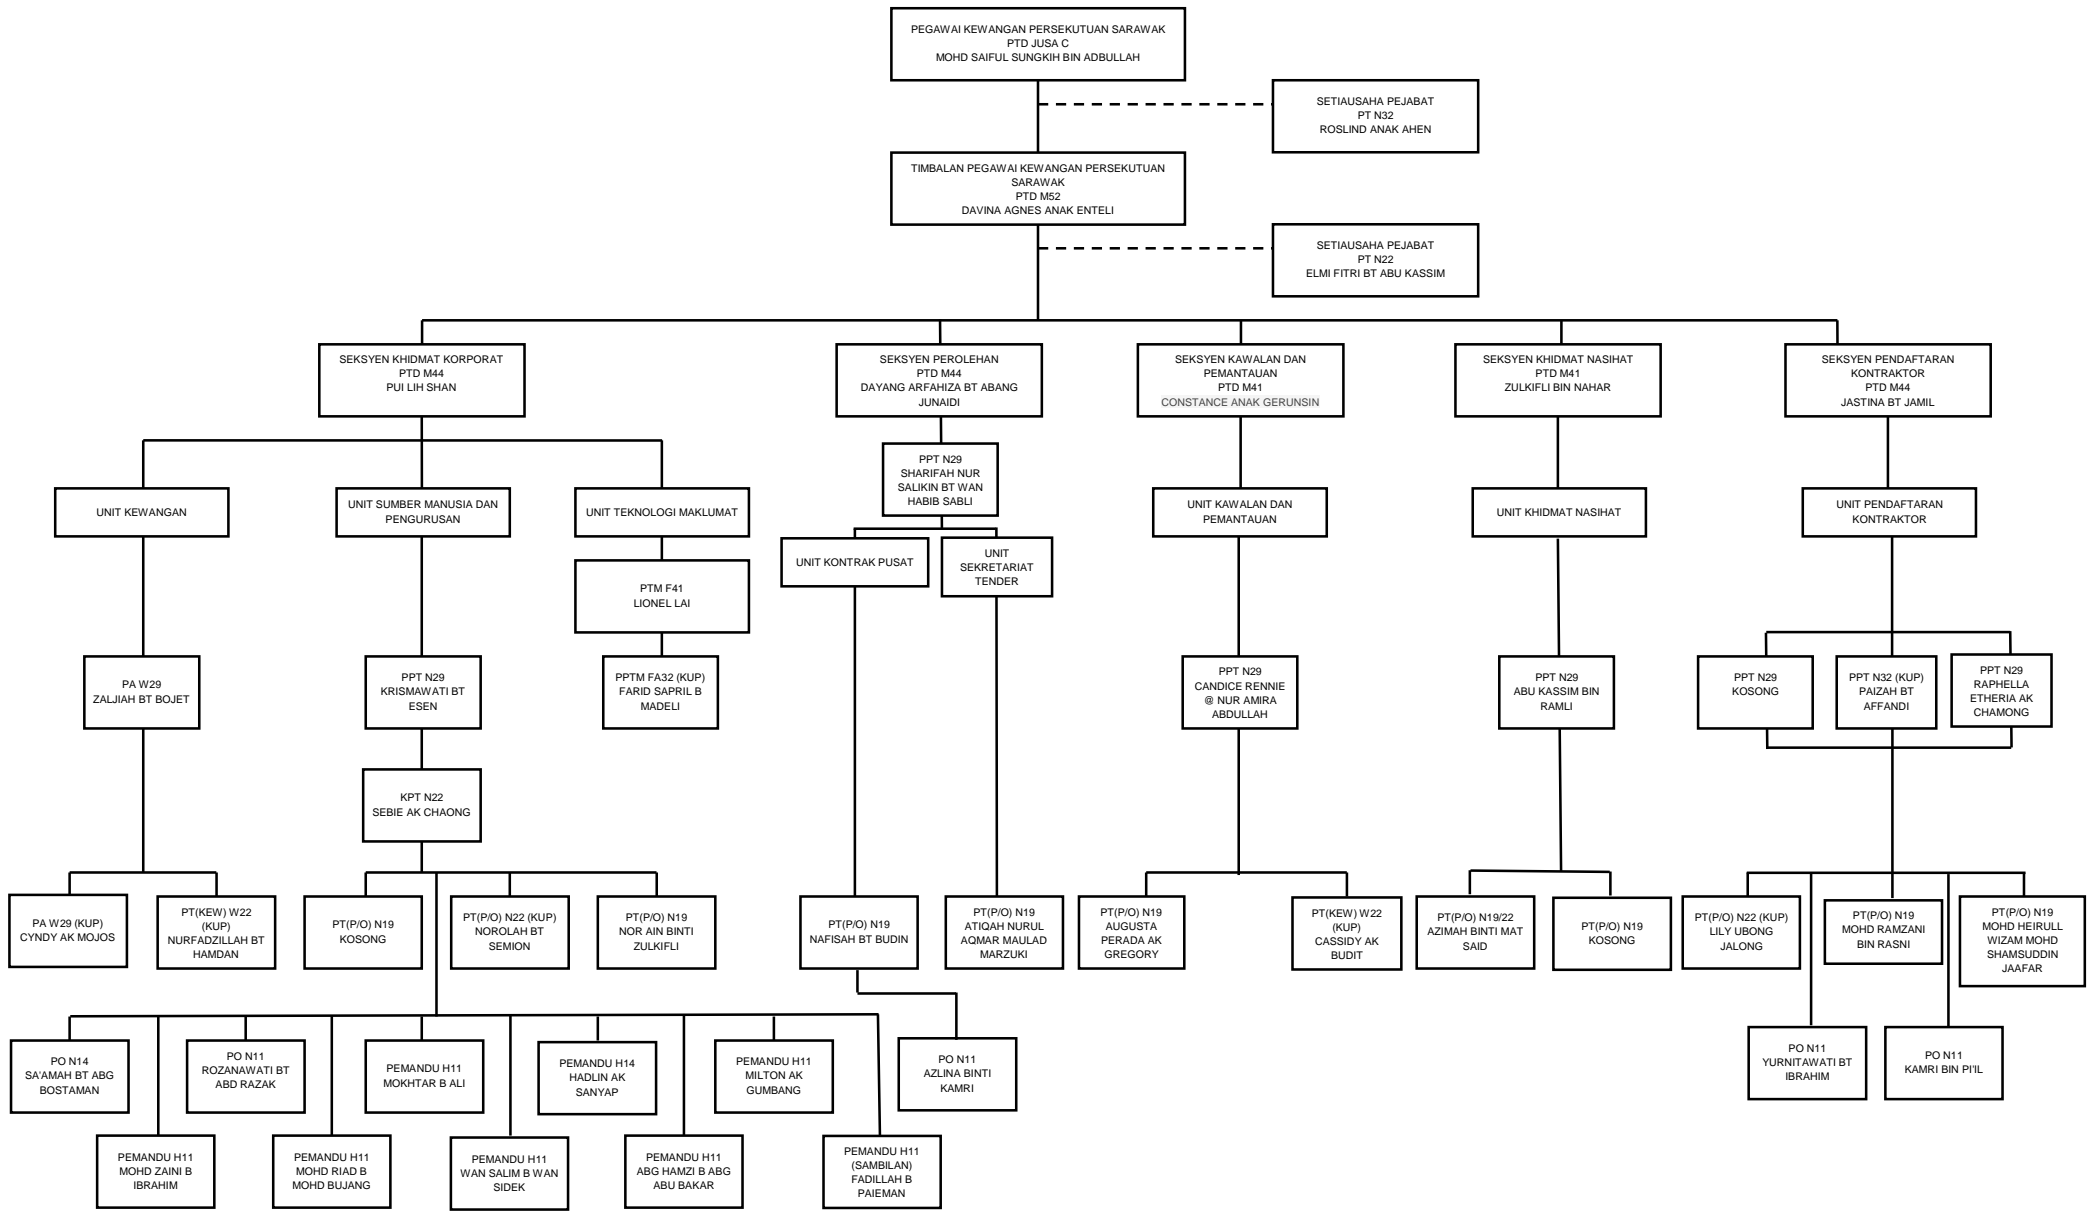 PEGAWAI KEWANGAN PERSEKUTUAN SARAWAK
PTD JUSA C
MOHD SAIFUL SUNGKIH BIN ADBULLAH
SETIAUSAHA PEJABAT
PT N32
ROSLIND ANAK AHEN
TIMBALAN PEGAWAI KEWANGAN PERSEKUTUAN
SARAWAK
PTD M52
DAVINA AGNES ANAK ENTELI
SETIAUSAHA PEJABAT
PT N22
ELMI FITRI BT ABU KASSIM
SEKSYEN KHIDMAT KORPORAT
PTD M44
PUI LIH SHAN
SEKSYEN PEROLEHAN
PTD M44
DAYANG ARFAHIZA BT ABANG
JUNAIDI
SEKSYEN KAWALAN DAN
PEMANTAUAN
PTD M41
CONSTANCE ANAK GERUNSIN
SEKSYEN KHIDMAT NASIHAT
PTD M41
ZULKIFLI BIN NAHAR
SEKSYEN PENDAFTARAN
KONTRAKTOR
PTD M44
JASTINA BT JAMIL
PPT N29
SHARIFAH NUR
SALIKIN BT WAN
HABIB SABLI
UNIT KEWANGAN
UNIT SUMBER MANUSIA DAN
PENGURUSAN
UNIT TEKNOLOGI MAKLUMAT
UNIT KAWALAN DAN
PEMANTAUAN
UNIT KHIDMAT NASIHAT
UNIT PENDAFTARAN
KONTRAKTOR
UNIT KONTRAK PUSAT
UNIT
SEKRETARIAT
TENDER
PTM F41
LIONEL LAI
PA W29
ZALJIAH BT BOJET
PPT N29
KRISMAWATI BT
ESEN
PPTM FA32 (KUP)
FARID SAPRIL B
MADELI
PPT N29
CANDICE RENNIE
@ NUR AMIRA
ABDULLAH
PPT N29
ABU KASSIM BIN
RAMLI
PPT N29
KOSONG
PPT N32 (KUP)
PAIZAH BT
AFFANDI
PPT N29
RAPHELLA
ETHERIA AK
CHAMONG
KPT N22
SEBIE AK CHAONG
PA W29 (KUP)
CYNDY AK MOJOS
PT(KEW) W22
(KUP)
NURFADZILLAH BT
HAMDAN
PT(P/O) N19
KOSONG
PT(P/O) N22 (KUP)
NOROLAH BT
SEMION
PT(P/O) N19
NOR AIN BINTI
ZULKIFLI
PT(P/O) N19
NAFISAH BT BUDIN
PT(P/O) N19
ATIQAH NURUL
AQMAR MAULAD
MARZUKI
PT(P/O) N19
AUGUSTA
PERADA AK
GREGORY
PT(KEW) W22
(KUP)
CASSIDY AK
BUDIT
PT(P/O) N19/22
AZIMAH BINTI MAT
SAID
PT(P/O) N19
KOSONG
PT(P/O) N22 (KUP)
LILY UBONG
JALONG
PT(P/O) N19
MOHD RAMZANI
BIN RASNI
PT(P/O) N19
MOHD HEIRULL
WIZAM MOHD
SHAMSUDDIN
JAAFAR
PO N14
SA'AMAH BT ABG
BOSTAMAN
PO N11
ROZANAWATI BT
ABD RAZAK
PEMANDU H11
MOKHTAR B ALI
PEMANDU H14
HADLIN AK
SANYAP
PEMANDU H11
MILTON AK
GUMBANG
PO N11
AZLINA BINTI
KAMRI
PO N11
YURNITAWATI BT
IBRAHIM
PO N11
KAMRI BIN PI'IL
PEMANDU H11
MOHD ZAINI B
IBRAHIM
PEMANDU H11
MOHD RIAD B
MOHD BUJANG
PEMANDU H11
WAN SALIM B WAN
SIDEK
PEMANDU H11
ABG HAMZI B ABG
ABU BAKAR
PEMANDU H11
(SAMBILAN)
FADILLAH B
PAIEMAN